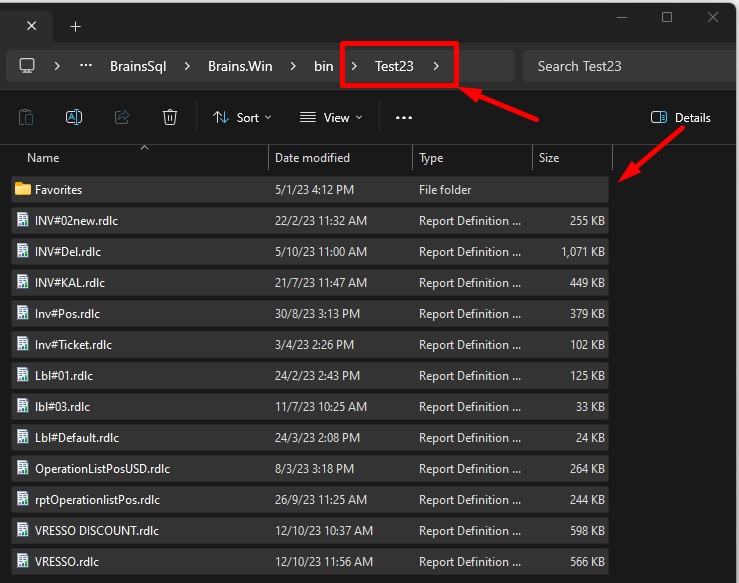 BrainsSql > Brains.Win > bin > Test23 > Search Test23
Sort View Details
Name Date modified Type Size
Favorites 5/1/23 4:12 PM File folder
INV#02new.rdlc 22/2/23 11:32 AM Report Definition ... 255 KB
INV#Del.rdlc 5/10/23 11:00 AM Report Definition ... 1,071 KB
INV#KAL.rdlc 21/7/23 11:47 AM Report Definition ... 449 KB
Inv#Pos.rdlc 30/8/23 3:13 PM Report Definition ... 379 KB
Inv#Ticket.rdlc 3/4/23 2:26 PM Report Definition ... 102 KB
Lbl#01.rdlc 24/2/23 2:43 PM Report Definition ... 125 KB
lbl#03.rdlc 11/7/23 10:25 AM Report Definition ... 33 KB
Lbl#Default.rdlc 24/3/23 2:08 PM Report Definition ... 24 KB
OperationListPosUSD.rdlc 8/3/23 3:18 PM Report Definition ... 264 KB
rptOperationlistPos.rdlc 26/9/23 11:25 AM Report Definition ... 244 KB
VRESSO DISCOUNT.rdlc 12/10/23 10:37 AM Report Definition ... 598 KB
VRESSO.rdlc 12/10/23 11:56 AM Report Definition ... 566 KB